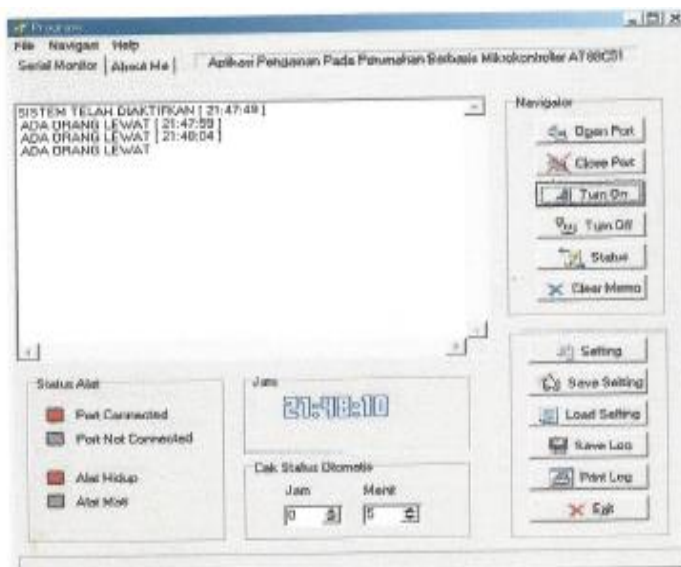 Program
File Navigasi Help
Serial Monitor About Me Aplikasi Pengaman Pada Perumahan Berbasis Mikrokontroller AT89C51
SISTEM TELAH DIAKTIFKAN [ 21:47:49 ]
ADA ORANG LEWAT [ 21:47:59 ]
ADA ORANG LEWAT [ 21:48:04 ]
ADA ORANG LEWAT
Navigator
Open Port
Close Port
Turn On
Turn Off
Status
Clear Memo
Setting
Save Setting
Load Setting
Save Log
Print Log
Exit
Status Alat
Port Connected
Port Not Connected
Alat Hidup
Alat Mati
Jam
21:48:10
Cek Status Otomatis
Jam Menit
0 5